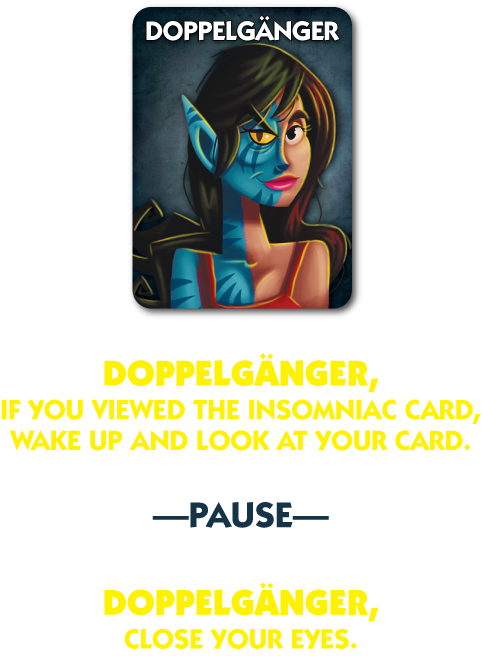 DOPPELGÄNGER
DOPPELGÄNGER,
IF YOU VIEWED THE INSOMNIAC CARD,
WAKE UP AND LOOK AT YOUR CARD.
—PAUSE—
DOPPELGÄNGER,
CLOSE YOUR EYES.